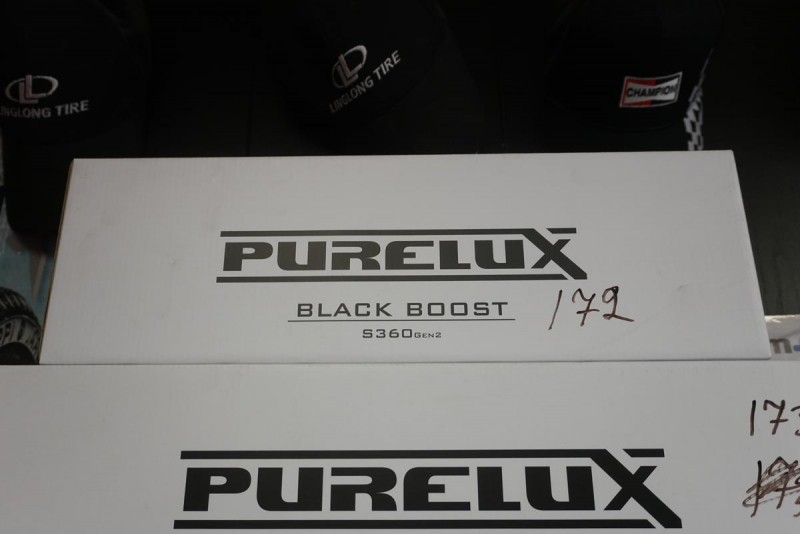 LINGLONG TIRE
LINGLONG TIRE
CHAMPION
PURELUX
BLACK BOOST
S360GEN2
172
PURELUX
173